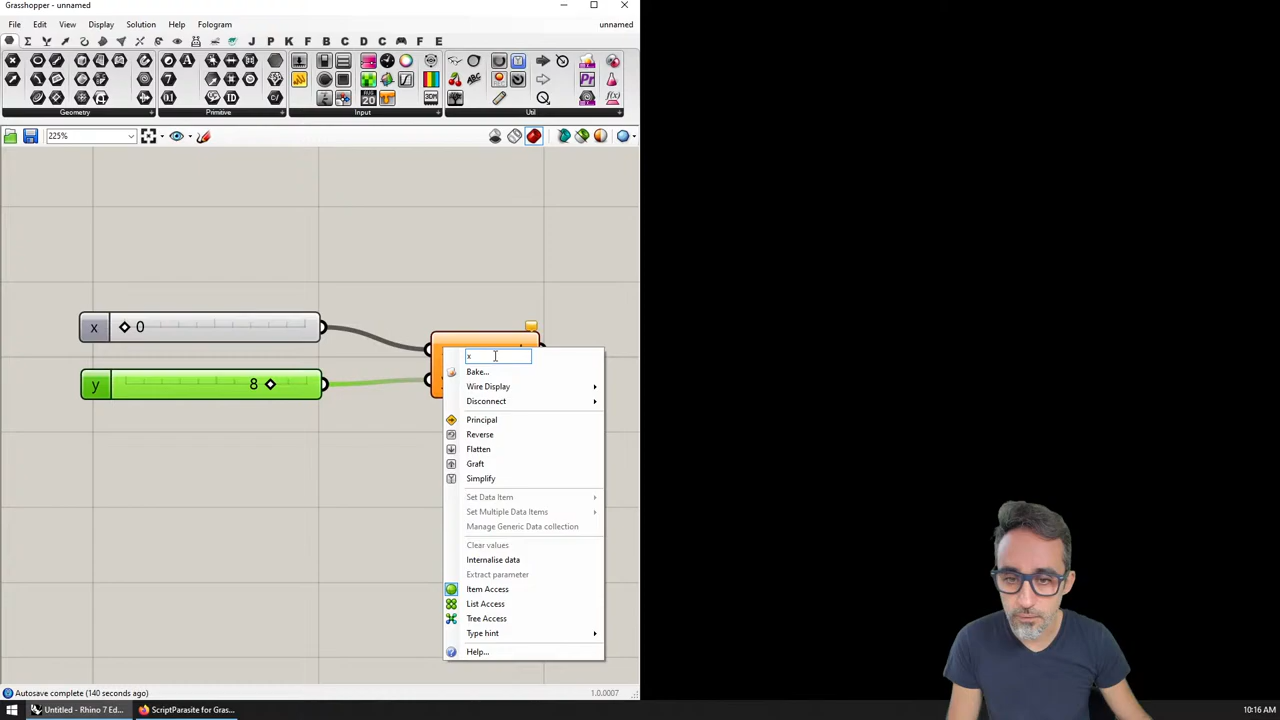 Grasshopper - unnamed
File Edit View Display Solution Help Fologram
unnamed
J P K F B C D C F E
Geometry
Primitive
Input
Util
225%
x 0
y 8
x
Bake...
Wire Display
Disconnect
Principal
Reverse
Flatten
Graft
Simplify
Set Data Item
Set Multiple Data Items
Manage Generic Data collection
Clear values
Internalise data
Extract parameter
Item Access
List Access
Tree Access
Type hint
Help...
Autosave complete (140 seconds ago)
1.0.0007
Untitled - Rhino 7 Ed...
ScriptParasite for Gras...
10:16 AM